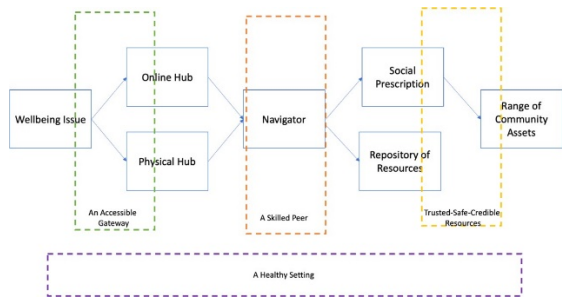 Wellbeing Issue
Online Hub
Physical Hub
Navigator
Social
Prescription
Repository of
Resources
Range of
Community
Assets
An Accessible
Gateway
A Skilled Peer
Trusted-Safe-Credible
Resources
A Healthy Setting